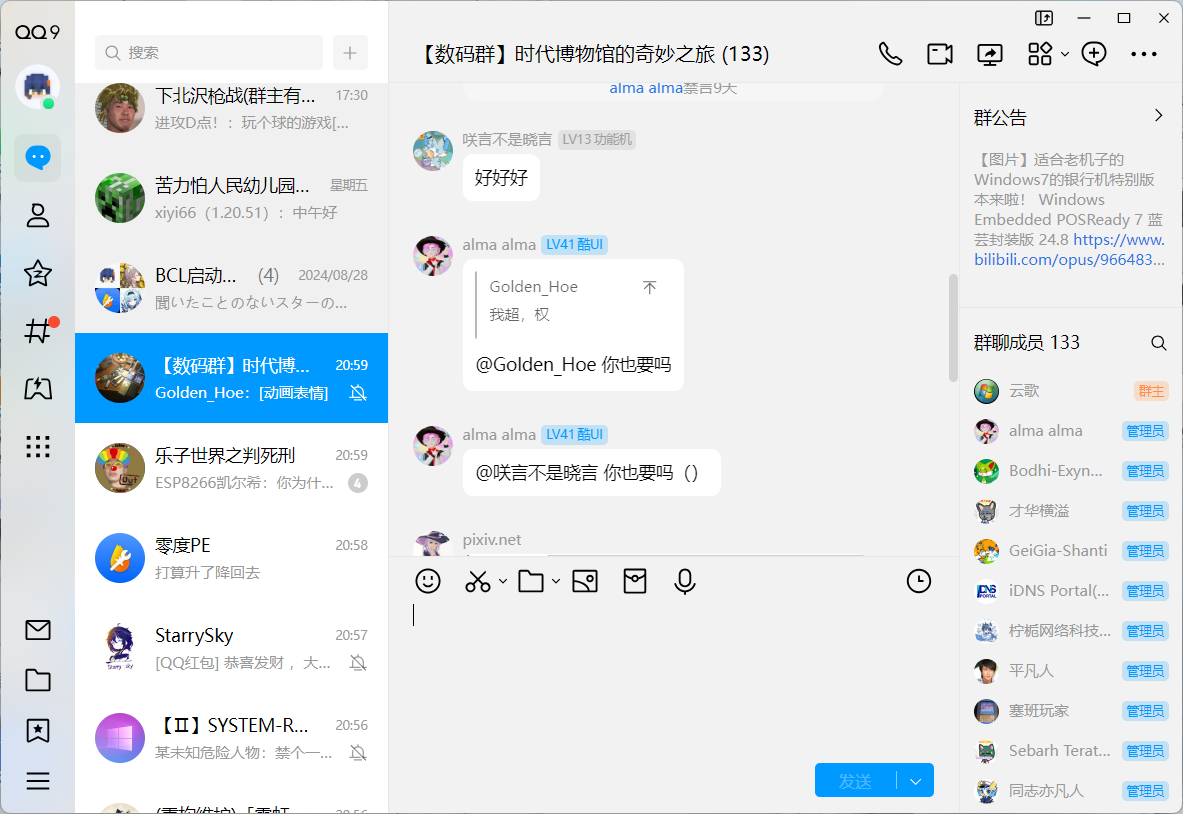 QQ9
搜索
下北沢枪战(群主有...
17:30
进攻D点！：玩个球的游戏[...
苦力怕人民幼儿园...
星期五
xiyi66（1.20.51）：中午好
BCL启动... (4)
2024/08/28
聞いたことのないスターの...
【数码群】时代博...
20:59
Golden_Hoe：[动画表情]
乐子世界之判死刑
20:59
ESP8266凯尔希：你为什...
4
零度PE
20:58
打算升了降回去
StarrySky
20:57
[QQ红包] 恭喜发财 ，大...
【Ⅱ】SYSTEM-R...
20:56
某未知危险人物：禁个一...
【数码群】时代博物馆的奇妙之旅 (133)
alma alma禁言9天
咲言不是晓言 LV13 功能机
好好好
alma alma LV41 酷UI
Golden_Hoe
我超，权
@Golden_Hoe 你也要吗
alma alma LV41 酷UI
@咲言不是晓言 你也要吗（）
pixiv.net
发送
群公告
【图片】适合老机子的
Windows7的银行机特别版
本来啦！ Windows
Embedded POSReady 7 蓝
芸封装版 24.8 https://www.
bilibili.com/opus/966483...
群聊成员 133
云歌 群主
alma alma 管理员
Bodhi-Exyn... 管理员
才华横溢 管理员
GeiGia-Shanti 管理员
iDNS Portal(... 管理员
柠栀网络科技... 管理员
平凡人 管理员
塞班玩家 管理员
Sebarh Terat... 管理员
同志亦凡人 管理员